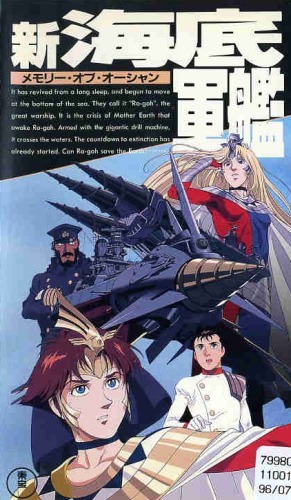 新海底軍艦
メモリー・オブ・オーシャン
It has revived from a long sleep, and begun to move
at the bottom of the sea. They call it "Ra-goh", the
great warship. It is the crisis of Mother Earth that
awake Ra-goh. Armed with the gigantic drill machine,
it crosses the waters. The countdown to extinction has
already started. Can Ra-goh save the Earth
79980
11001
96/07